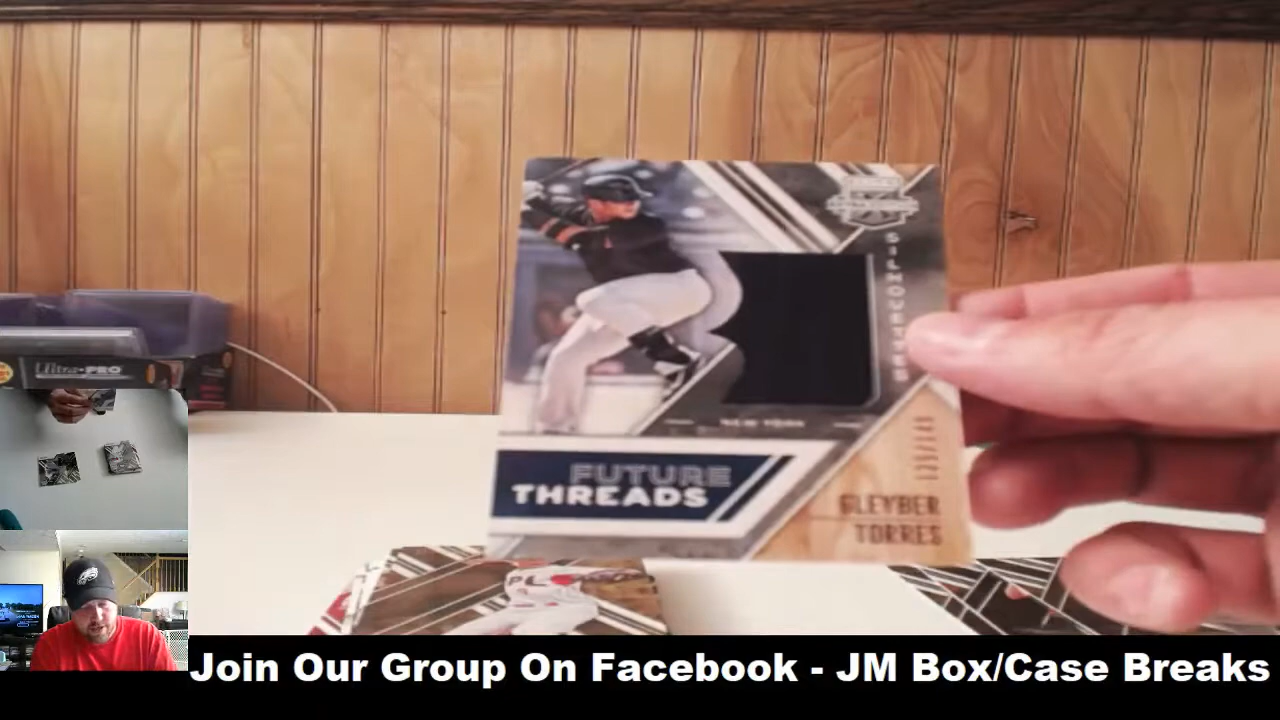 SILHOUETTES
NEW YORK
FUTURE
THREADS
GLEYBER
TORRES
Ultra·PRO
Join Our Group On Facebook - JM Box/Case Breaks